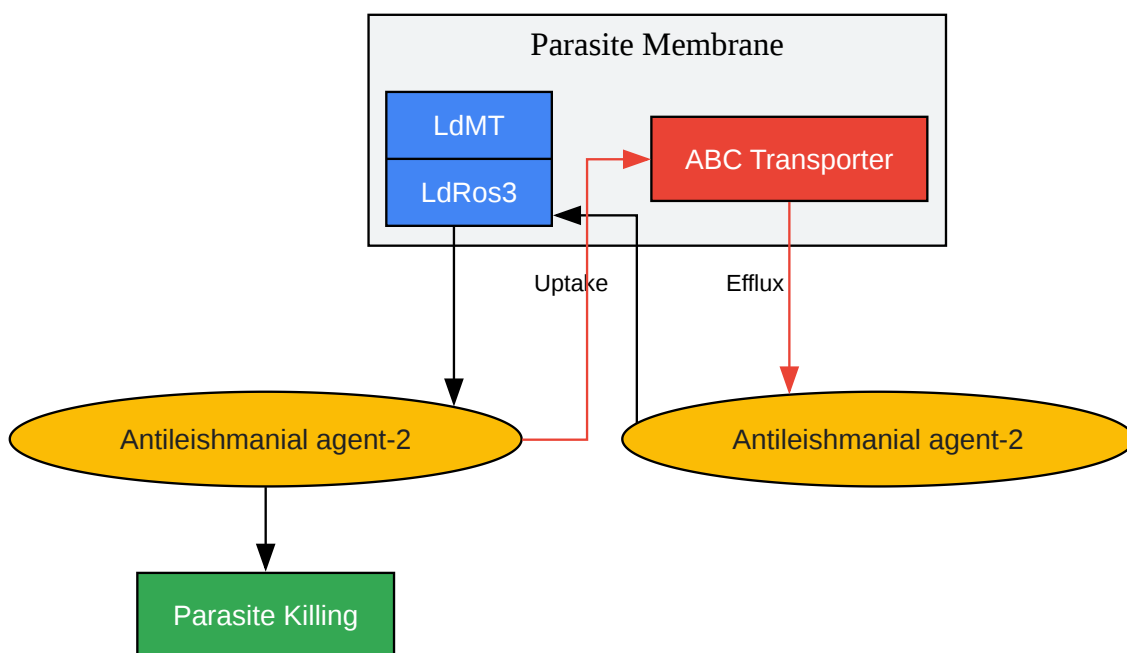 Parasite Membrane
LdMT
ABC Transporter
LdRos3
Uptake
Efflux
Antileishmanial agent-2
Antileishmanial agent-2
Parasite Killing